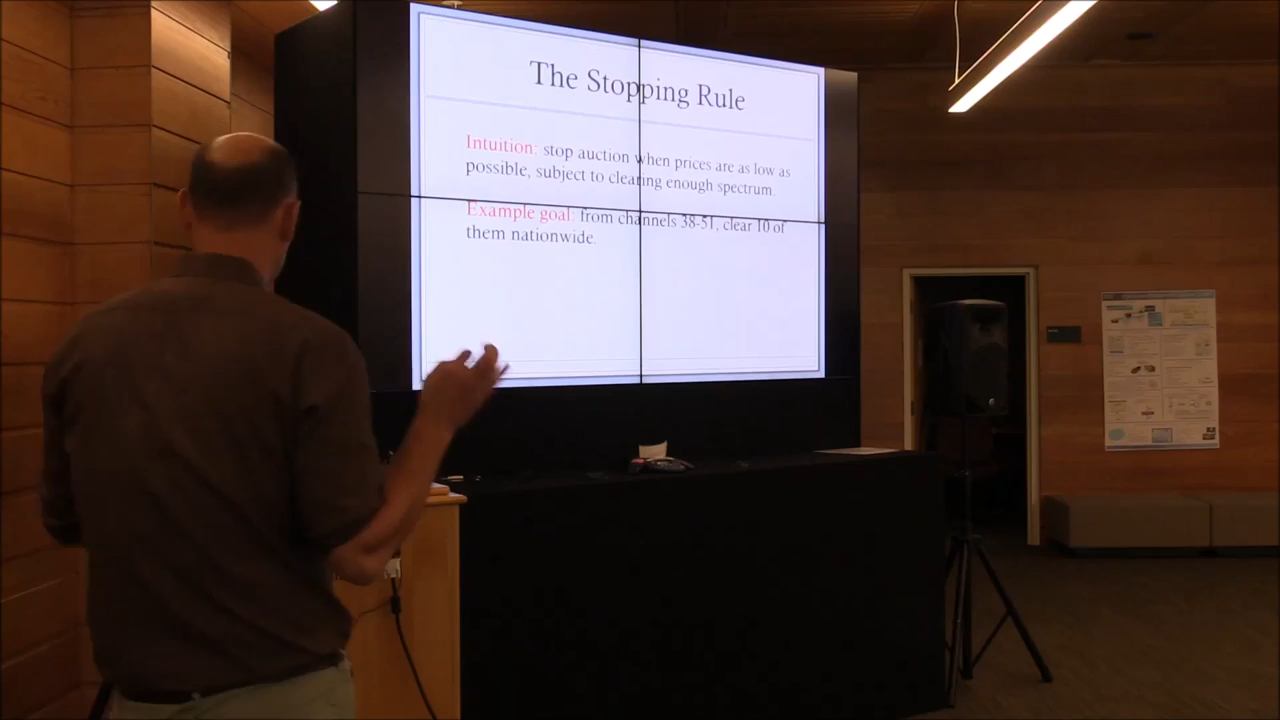 The Stopping Rule
Intuition: stop auction when prices are as low as
possible, subject to clearing enough spectrum.
Example goal: from channels 38-51, clear 10 of
them nationwide.